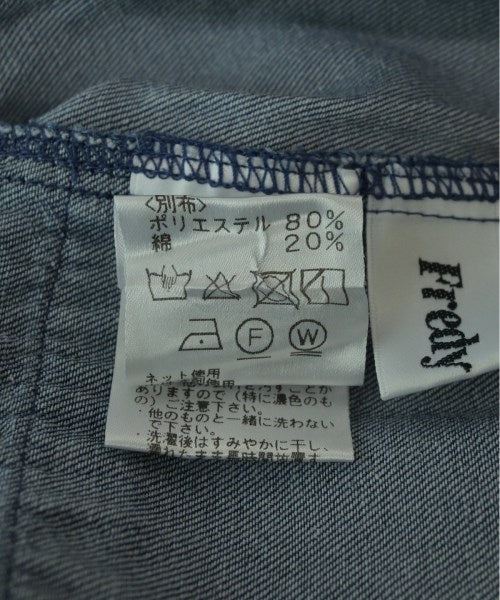 〈別布〉
ポリエステル 80%
綿 20%
F
W
ネット使用
ありますので(特に濃色のも
の)ご注意下さい。
・他のものと一緒に洗わない
で下さい。
・洗濯後はすみやかに干し、
Fredy